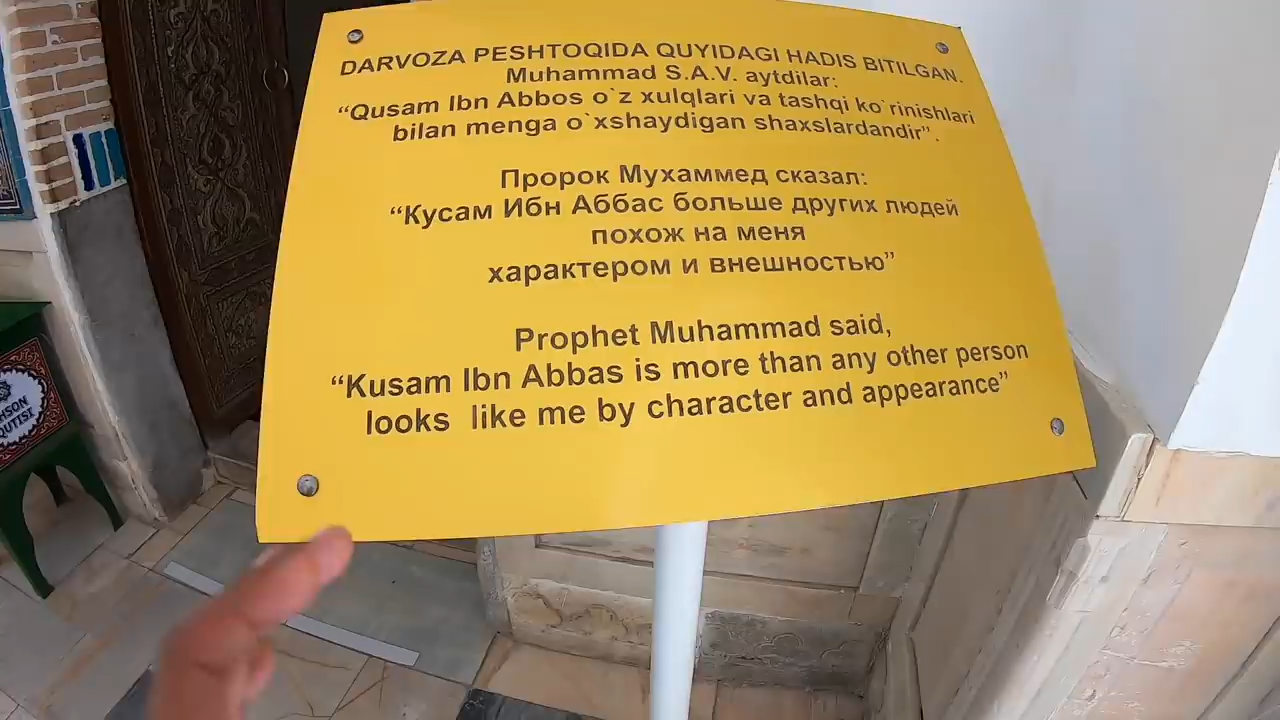 DARVOZA PESHTOQIDA QUYIDAGI HADIS BITILGAN.
Muhammad S.A.V. aytdilar:
“Qusam Ibn Abbos o`z xulqlari va tashqi ko`rinishlari
bilan menga o`xshaydigan shaxslardandir”.
Пророк Мухаммед сказал:
“Кусам Ибн Аббас больше других людей
похож на меня
характером и внешностью”
Prophet Muhammad said,
“Kusam Ibn Abbas is more than any other person
looks like me by character and appearance”
HSON
QUTISI